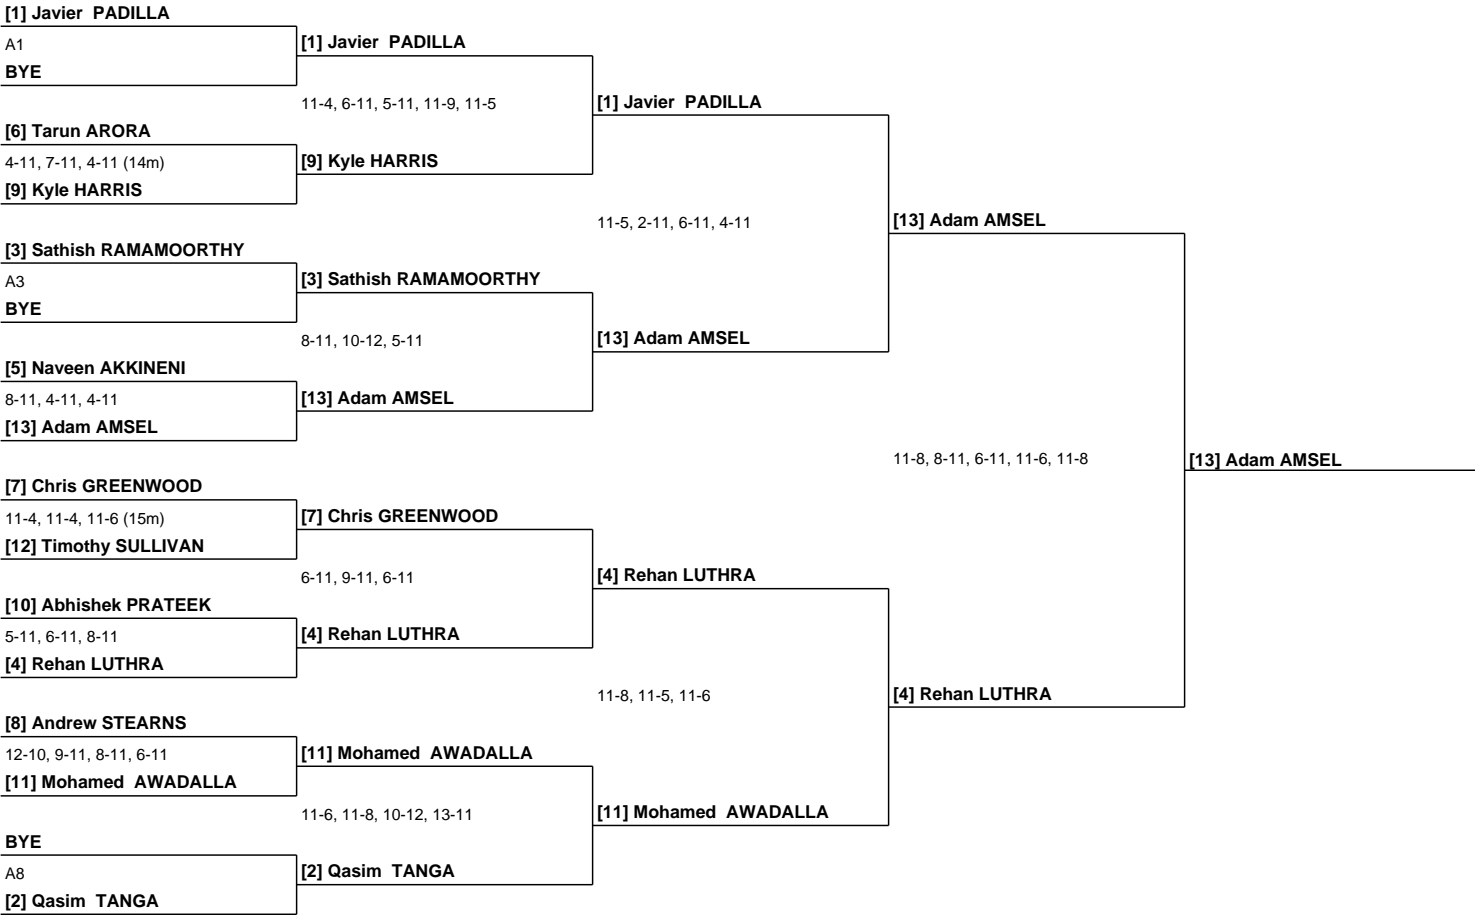 [1] Javier PADILLA
A1
BYE
[6] Tarun ARORA
4-11, 7-11, 4-11 (14m)
[9] Kyle HARRIS
[3] Sathish RAMAMOORTHY
A3
BYE
[5] Naveen AKKINENI
8-11, 4-11, 4-11
[13] Adam AMSEL
[7] Chris GREENWOOD
11-4, 11-4, 11-6 (15m)
[12] Timothy SULLIVAN
[10] Abhishek PRATEEK
5-11, 6-11, 8-11
[4] Rehan LUTHRA
[8] Andrew STEARNS
12-10, 9-11, 8-11, 6-11
[11] Mohamed AWADALLA
BYE
A8
[2] Qasim TANGA
[1] Javier PADILLA
11-4, 6-11, 5-11, 11-9, 11-5
[9] Kyle HARRIS
[3] Sathish RAMAMOORTHY
8-11, 10-12, 5-11
[13] Adam AMSEL
[7] Chris GREENWOOD
6-11, 9-11, 6-11
[4] Rehan LUTHRA
[11] Mohamed AWADALLA
11-6, 11-8, 10-12, 13-11
[2] Qasim TANGA
[1] Javier PADILLA
11-5, 2-11, 6-11, 4-11
[13] Adam AMSEL
[4] Rehan LUTHRA
11-8, 11-5, 11-6
[11] Mohamed AWADALLA
[13] Adam AMSEL
11-8, 8-11, 6-11, 11-6, 11-8
[4] Rehan LUTHRA
[13] Adam AMSEL